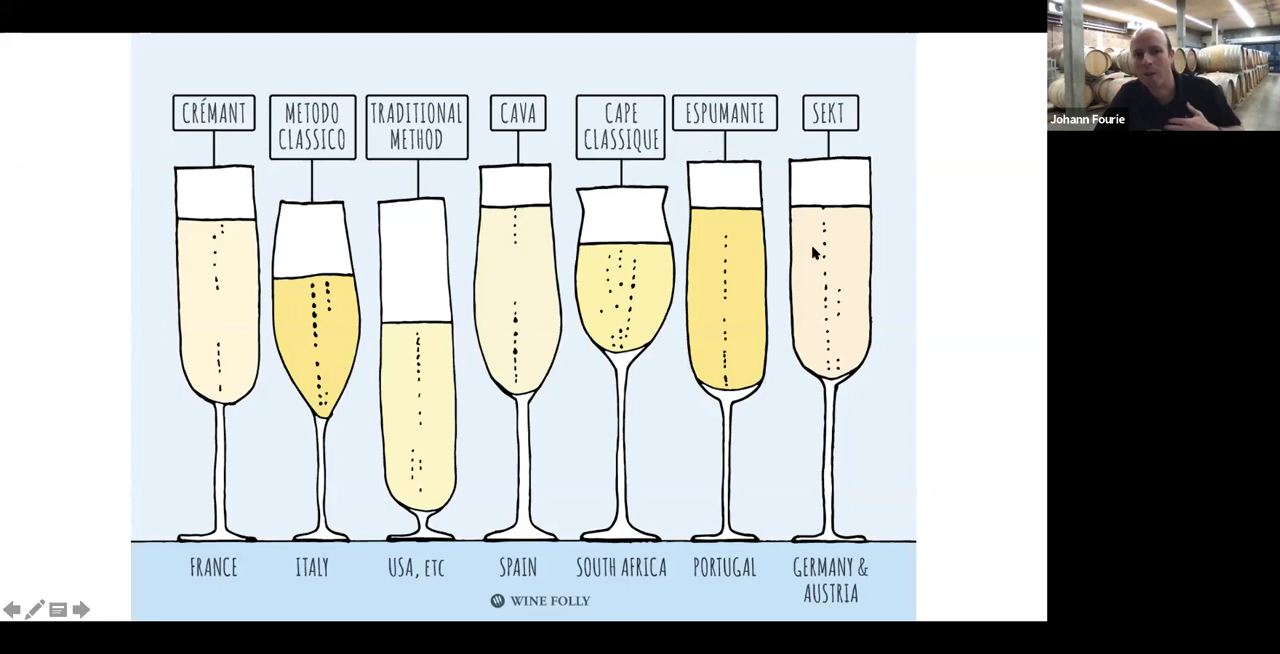 CRÉMANT
METODO
CLASSICO
TRADITIONAL
METHOD
CAVA
CAPE
CLASSIQUE
ESPUMANTE
SEKT
FRANCE
ITALY
USA, ETC
SPAIN
SOUTH AFRICA
PORTUGAL
GERMANY &
AUSTRIA
WINE FOLLY
Johann Fourie